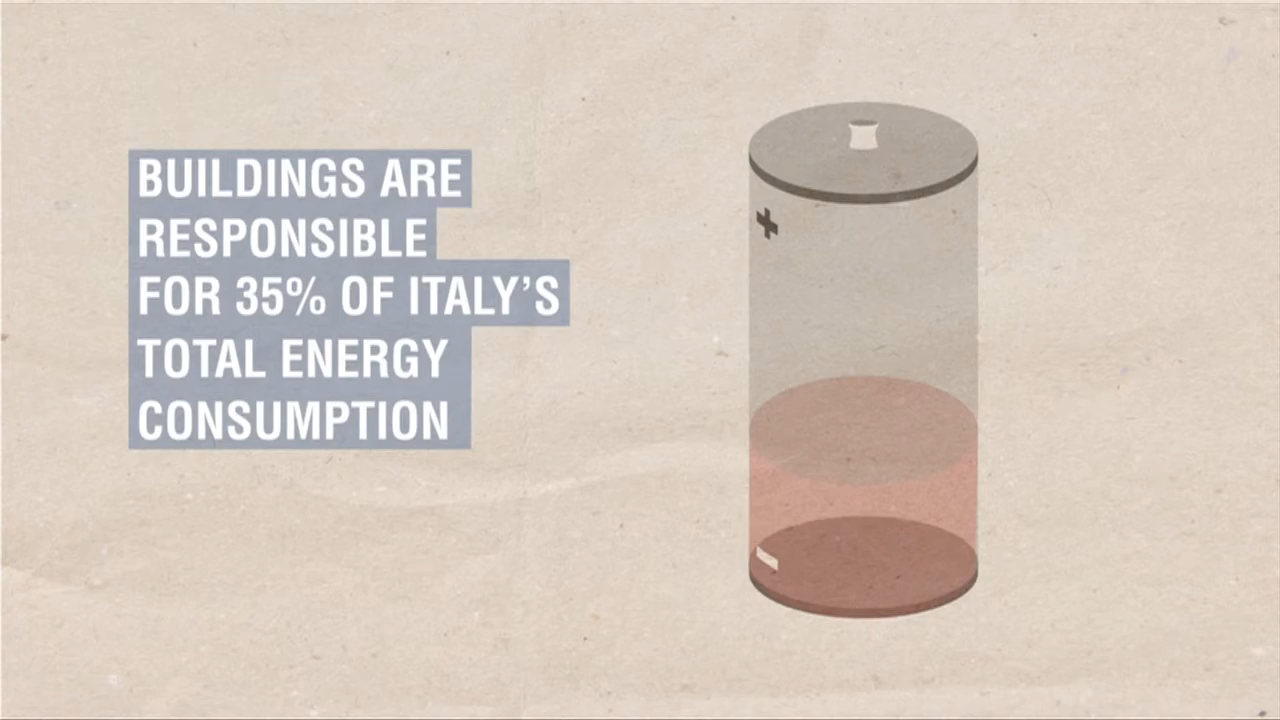 BUILDINGS ARE
RESPONSIBLE
FOR 35% OF ITALY’S
TOTAL ENERGY
CONSUMPTION